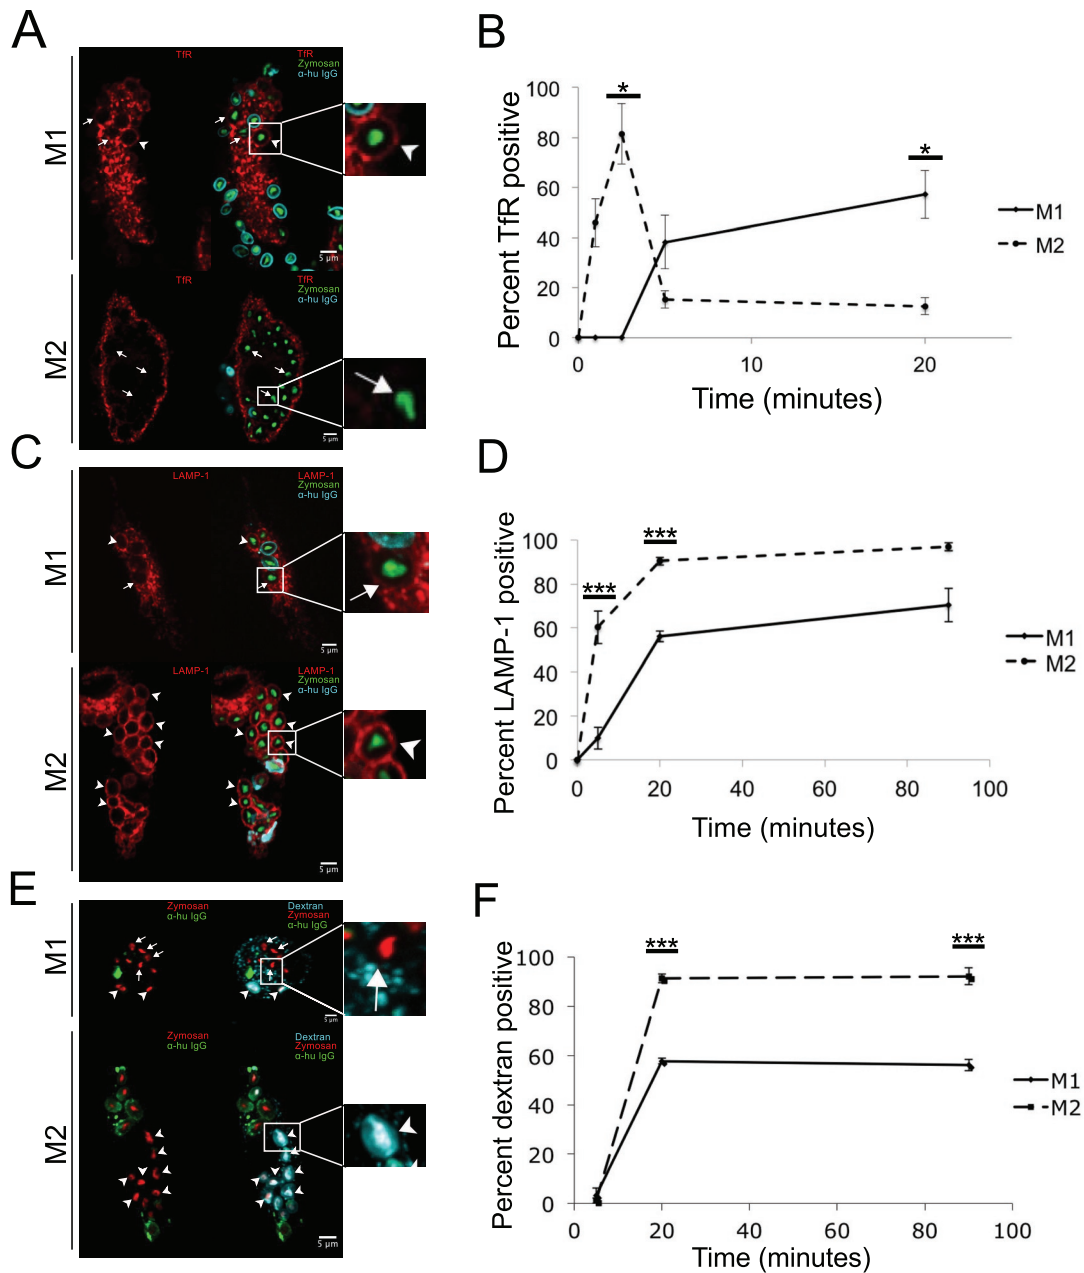 A
TfR
TfR
Zymosan
α-hu IgG
M1
5 µm
TfR
TfR
Zymosan
α-hu IgG
M2
5 µm
B
Percent TfR positive
100
80
60
40
20
0
*
*
0
10
20
Time (minutes)
M1
M2
C
LAMP-1
LAMP-1
Zymosan
α-hu IgG
M1
5 µm
LAMP-1
LAMP-1
Zymosan
α-hu IgG
M2
5 µm
D
Percent LAMP-1 positive
100
80
60
40
20
0
***
***
0
20
40
60
80
100
Time (minutes)
M1
M2
E
Zymosan
α-hu IgG
Dextran
Zymosan
α-hu IgG
M1
5 µm
Zymosan
α-hu IgG
Dextran
Zymosan
α-hu IgG
M2
5 µm
F
Percent dextran positive
100
80
60
40
20
0
***
***
0
20
40
60
80
100
Time (minutes)
M1
M2